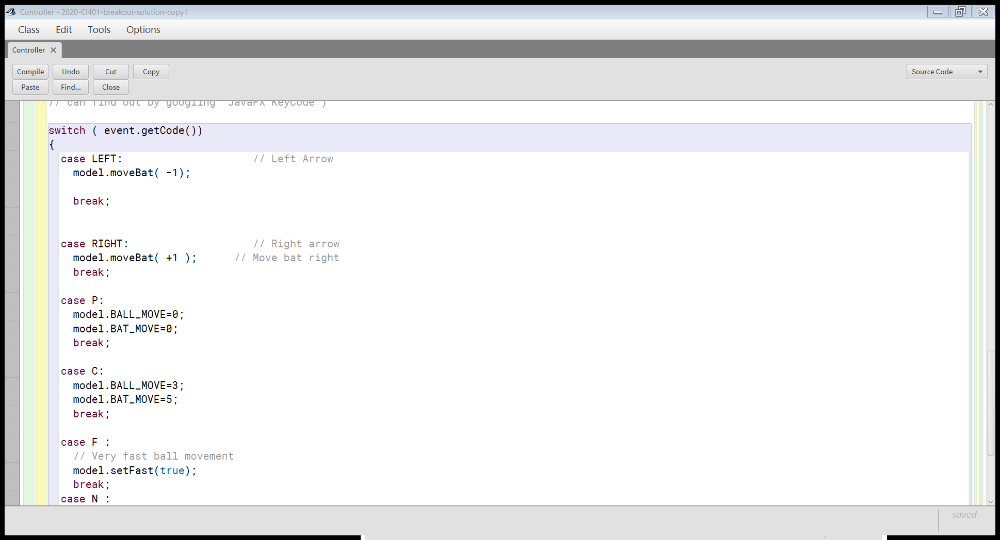 Controller - 2020-CI401-breakout-solution-copy1
Class Edit Tools Options
Controller
Compile Undo Cut Copy Source Code
Paste Find... Close
// can find out by googling "JavaFX KeyCode")
switch ( event.getCode())
{
case LEFT: // Left Arrow
model.moveBat( -1);
break;
case RIGHT: // Right arrow
model.moveBat( +1 ); // Move bat right
break;
case P:
model.BALL_MOVE=0;
model.BAT_MOVE=0;
break;
case C:
model.BALL_MOVE=3;
model.BAT_MOVE=5;
break;
case F :
// Very fast ball movement
model.setFast(true);
break;
case N :
saved